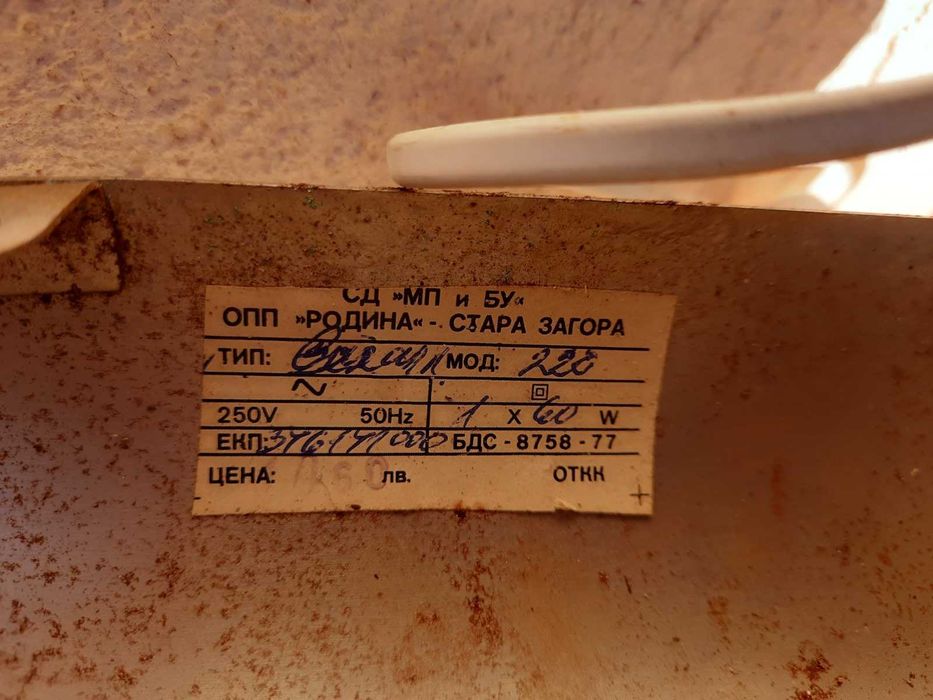 СД »МП и БУ«
ОПП »РОДИНА« - СТАРА ЗАГОРА
ТИП: МОД: 220
~
250V 50Hz 1 X 60 W
ЕКП: БДС - 8758 - 77
ЦЕНА: лв. ОТКК